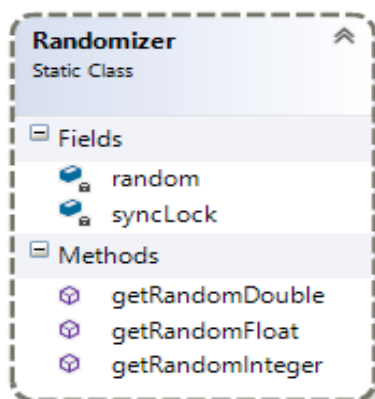 Randomizer
Static Class
Fields
random
syncLock
Methods
getRandomDouble
getRandomFloat
getRandomInteger